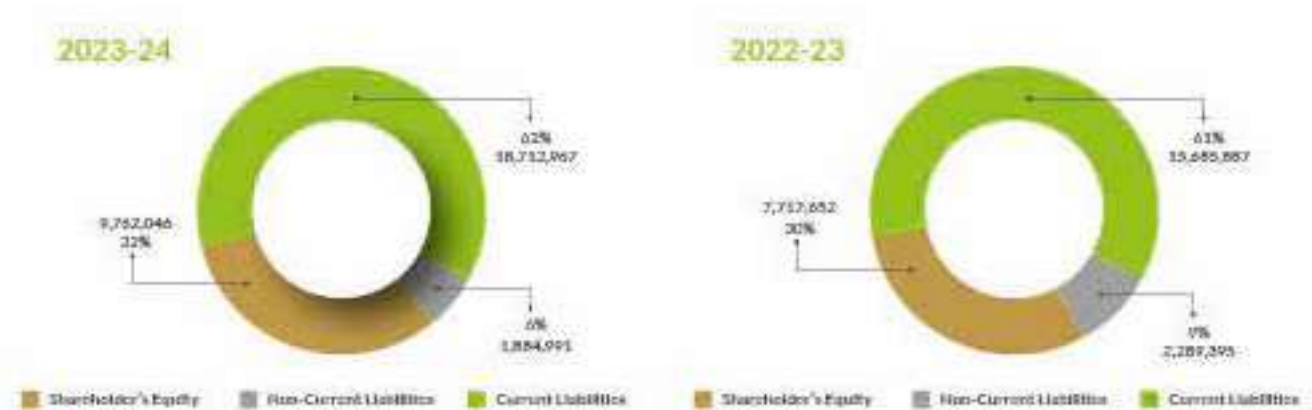 2023-24
62%
18,712,967
9,762,046
32%
6%
1,884,991
Shareholder's Equity
Non-Current Liabilities
Current Liabilities
2022-23
61%
15,685,887
7,717,652
30%
9%
2,289,395
Shareholder's Equity
Non-Current Liabilities
Current Liabilities